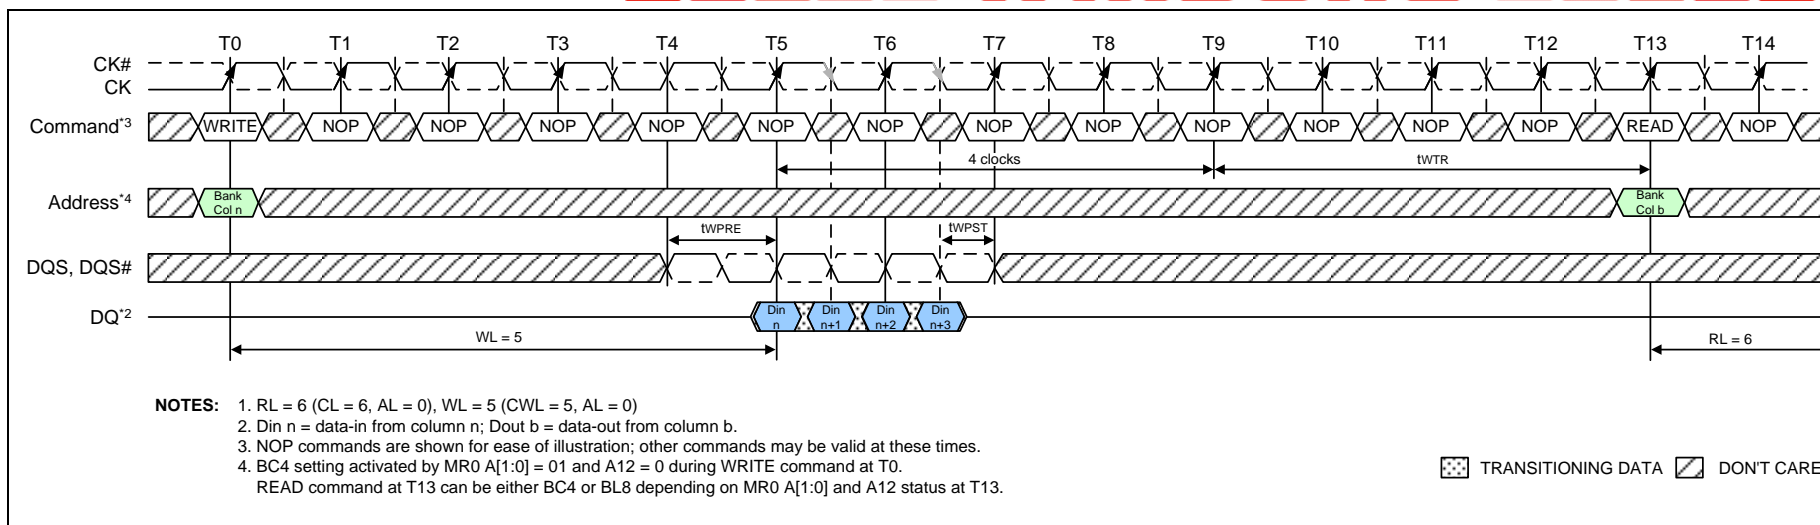 T0 T1 T2 T3 T4 T5 T6 T7 T8 T9 T10 T11 T12 T13 T14
CK#
CK
Command*3 WRITE NOP NOP NOP NOP NOP NOP NOP NOP NOP NOP NOP NOP READ NOP
4 clocks tWTR
Address*4 Bank Col n Bank Col b
tWPRE tWPST
DQS, DQS#
DQ*2 Din n Din n+1 Din n+2 Din n+3
WL = 5 RL = 6
NOTES: 1. RL = 6 (CL = 6, AL = 0), WL = 5 (CWL = 5, AL = 0)
2. Din n = data-in from column n; Dout b = data-out from column b.
3. NOP commands are shown for ease of illustration; other commands may be valid at these times.
4. BC4 setting activated by MR0 A[1:0] = 01 and A12 = 0 during WRITE command at T0.
READ command at T13 can be either BC4 or BL8 depending on MR0 A[1:0] and A12 status at T13.
TRANSITIONING DATA DON'T CARE